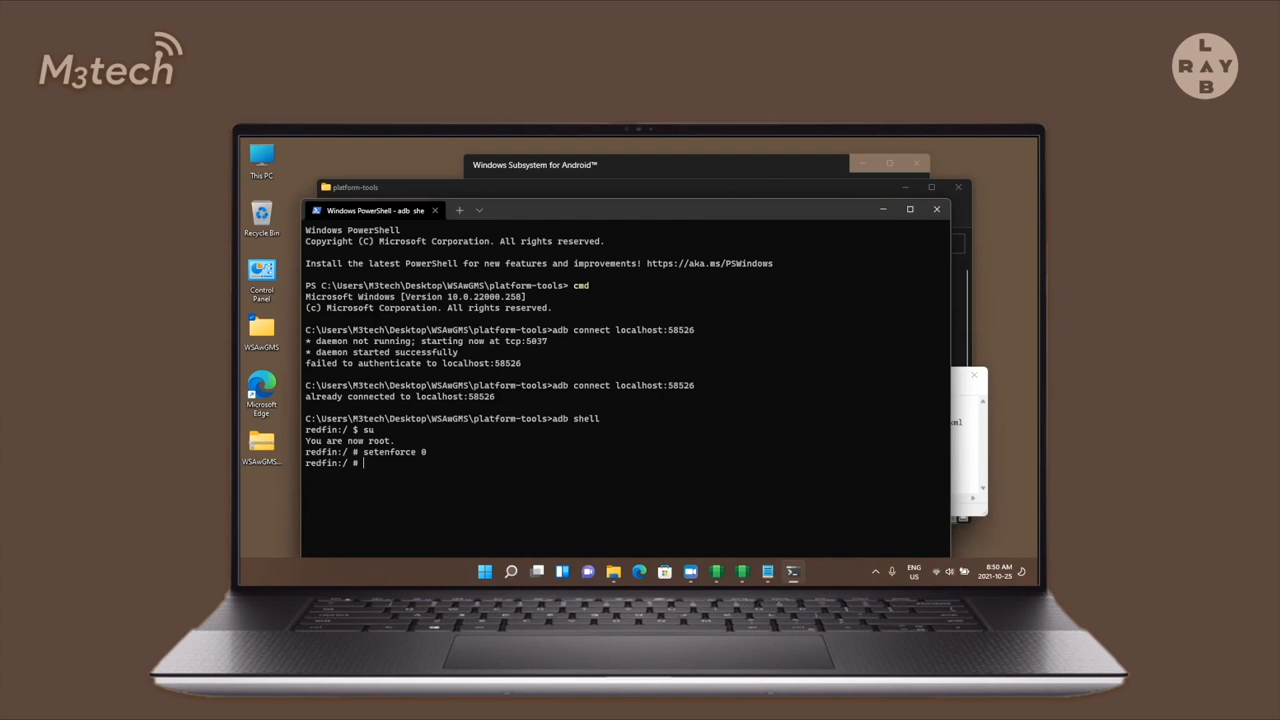 M3tech
L
RAY
B
This PC
Recycle Bin
Control
Panel
WSAwGMS
Microsoft
Edge
WSAwGMS...
Windows Subsystem for Android™
platform-tools
Windows PowerShell - adb she
Windows PowerShell
Copyright (C) Microsoft Corporation. All rights reserved.
Install the latest PowerShell for new features and improvements! https://aka.ms/PSWindows
PS C:\Users\M3tech\Desktop\WSAwGMS\platform-tools> cmd
Microsoft Windows [Version 10.0.22000.258]
(c) Microsoft Corporation. All rights reserved.
C:\Users\M3tech\Desktop\WSAwGMS\platform-tools>adb connect localhost:58526
* daemon not running; starting now at tcp:5037
* daemon started successfully
failed to authenticate to localhost:58526
C:\Users\M3tech\Desktop\WSAwGMS\platform-tools>adb connect localhost:58526
already connected to localhost:58526
C:\Users\M3tech\Desktop\WSAwGMS\platform-tools>adb shell
redfin:/ $ su
You are now root.
redfin:/ # setenforce 0
redfin:/ #
xml
ENG
US
8:50 AM
2021-10-25